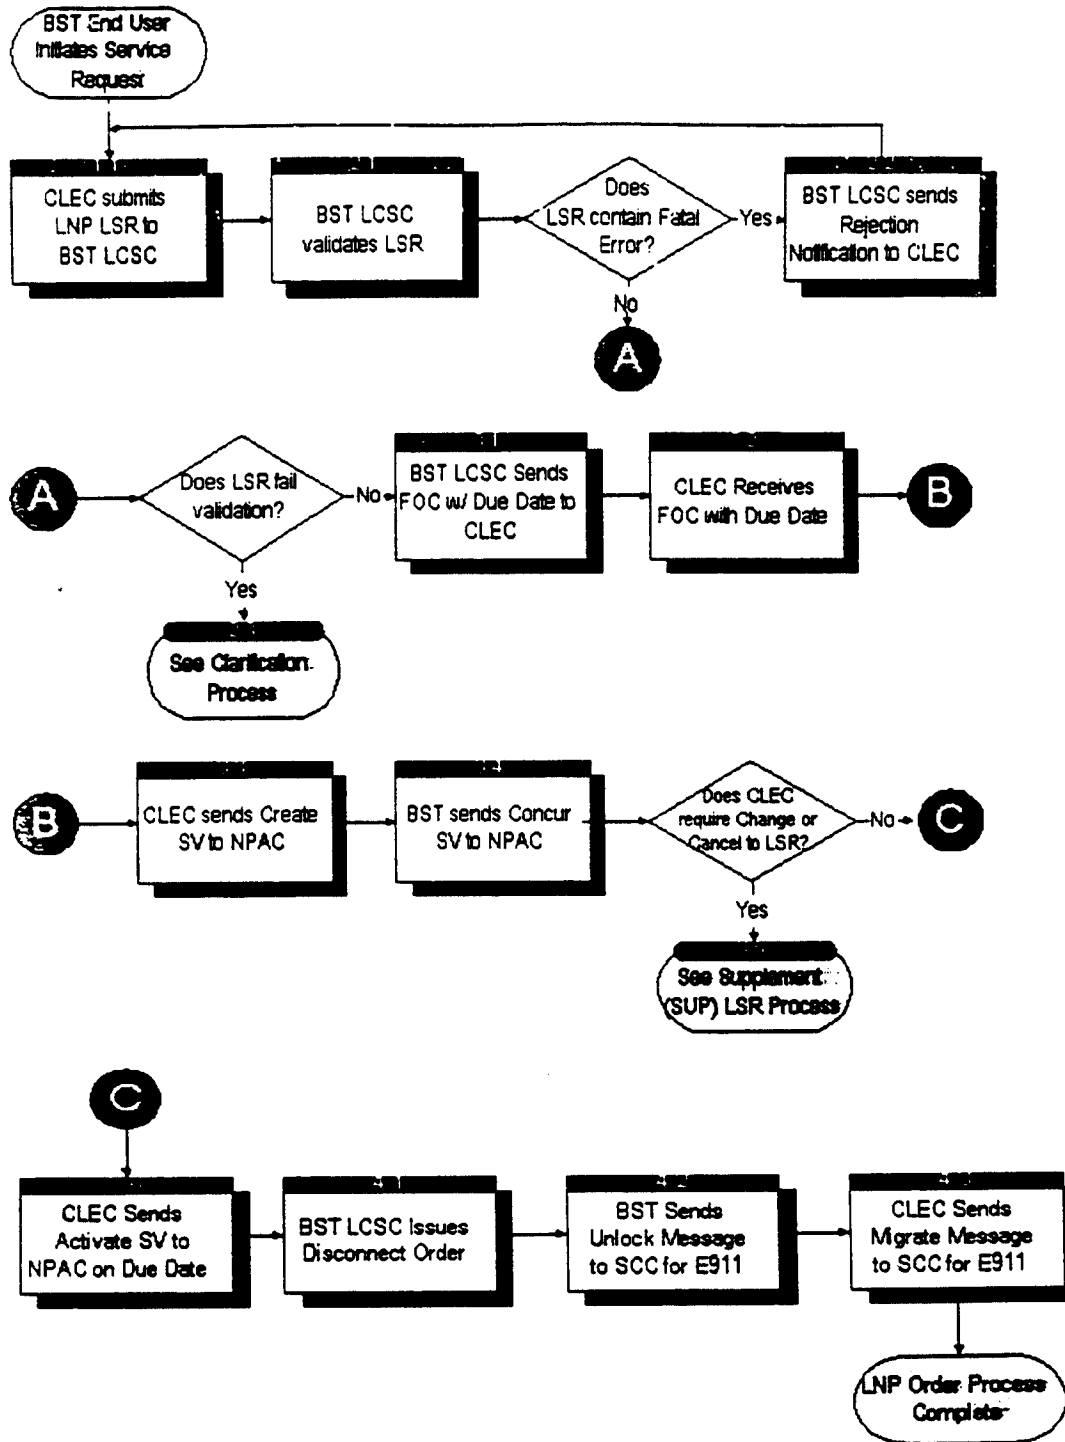 BST End User
Initiates Service
Request
CLEC submits
LNP LSR to
BST LCSC
BST LCSC
validates LSR
Does
LSR contain Fatal
Error?
Yes
BST LCSC sends
Rejection
Notification to CLEC
No
A
A
Does LSR fail
validation?
No
BST LCSC Sends
FOC w/ Due Date to
CLEC
CLEC Receives
FOC with Due Date
B
Yes
See Clarification
Process
B
CLEC sends Create
SV to NPAC
BST sends Concur
SV to NPAC
Does CLEC
require Change or
Cancel to LSR?
No
C
Yes
See Supplement
(SUP) LSR Process
C
CLEC Sends
Activate SV to
NPAC on Due Date
BST LCSC Issues
Disconnect Order
BST Sends
Unlock Message
to SCC for E911
CLEC Sends
Migrate Message
to SCC for E911
LNP Order Process
Complete